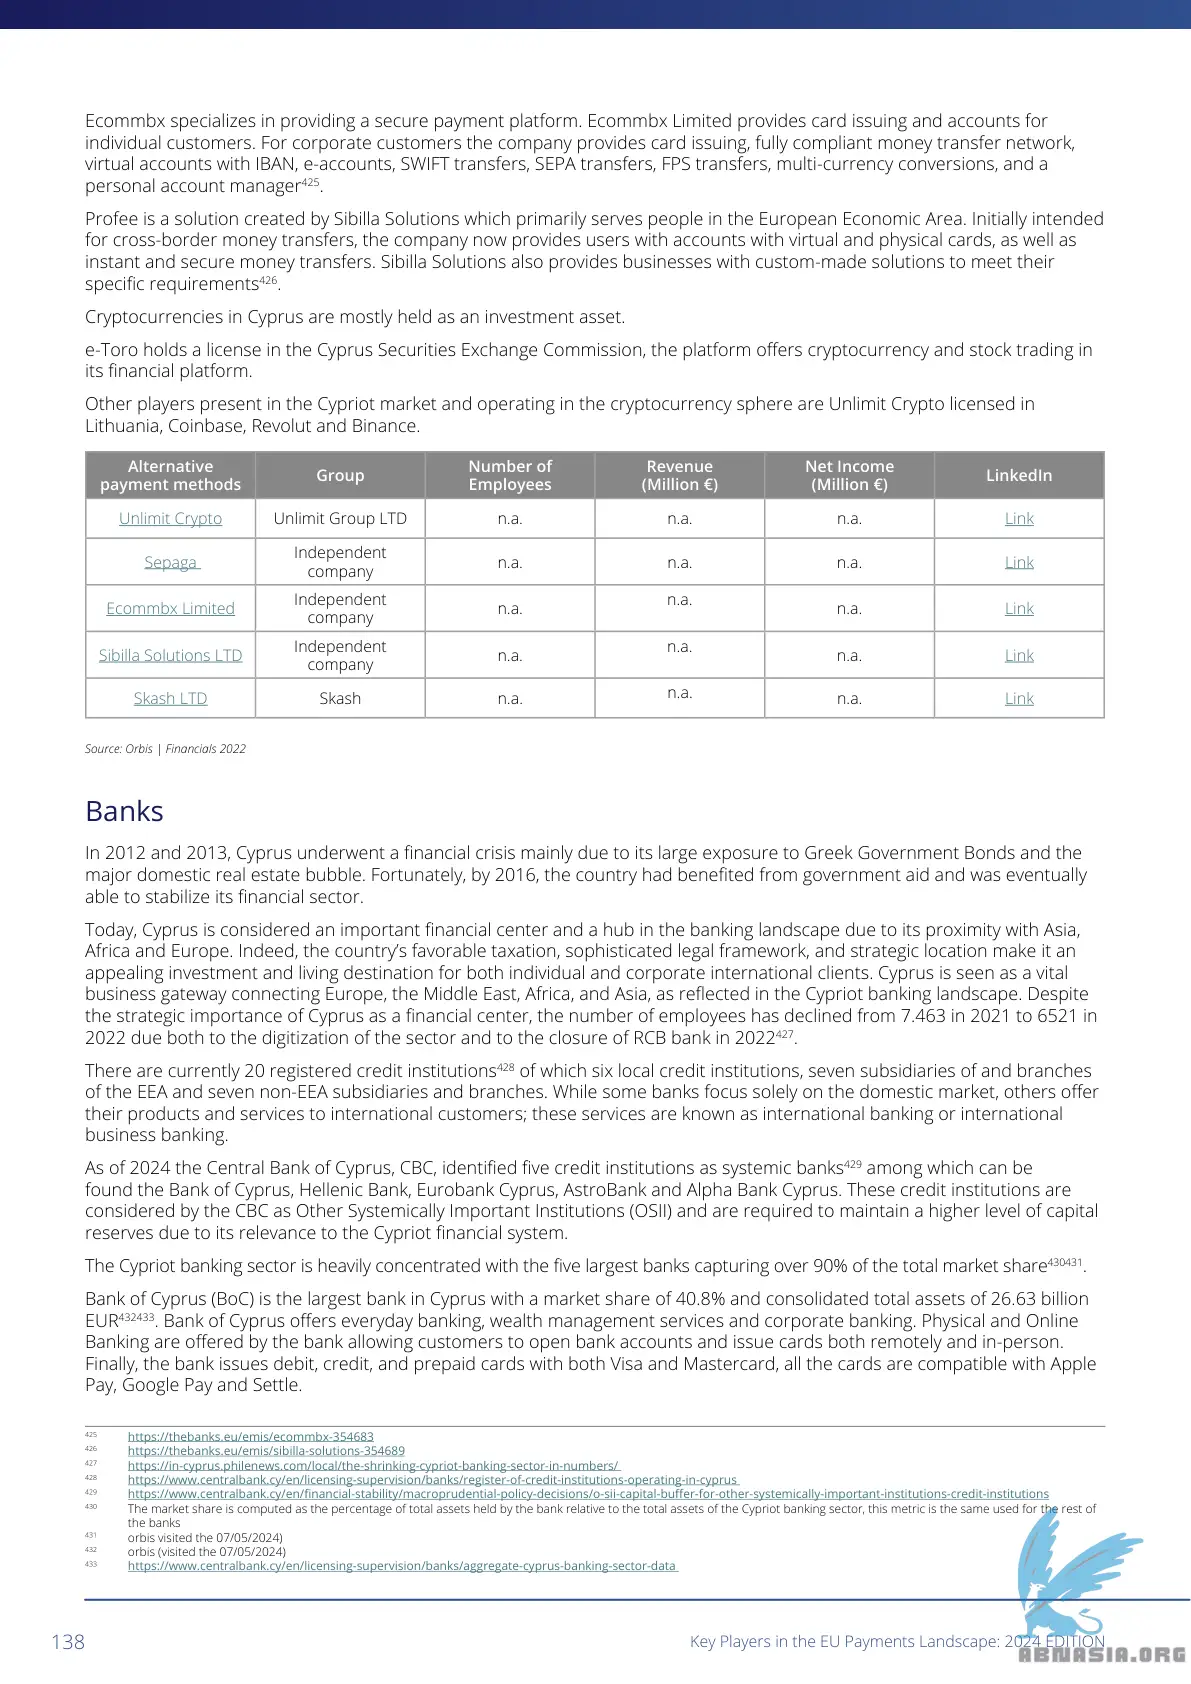 Ecommbx specializes in providing a secure payment platform. Ecommbx Limited provides card issuing and accounts for
individual customers. For corporate customers the company provides card issuing, fully compliant money transfer network,
virtual accounts with IBAN, e-accounts, SWIFT transfers, SEPA transfers, FPS transfers, multi-currency conversions, and a
personal account manager425.
Profee is a solution created by Sibilla Solutions which primarily serves people in the European Economic Area. Initially intended
for cross-border money transfers, the company now provides users with accounts with virtual and physical cards, as well as
instant and secure money transfers. Sibilla Solutions also provides businesses with custom-made solutions to meet their
specific requirements426.
Cryptocurrencies in Cyprus are mostly held as an investment asset.
e-Toro holds a license in the Cyprus Securities Exchange Commission, the platform offers cryptocurrency and stock trading in
its financial platform.
Other players present in the Cypriot market and operating in the cryptocurrency sphere are Unlimit Crypto licensed in
Lithuania, Coinbase, Revolut and Binance.
Alternative payment methods | Group | Number of Employees | Revenue (Million €) | Net Income (Million €) | LinkedIn
Unlimit Crypto | Unlimit Group LTD | n.a. | n.a. | n.a. | Link
Sepaga | Independent company | n.a. | n.a. | n.a. | Link
Ecommbx Limited | Independent company | n.a. | n.a. | n.a. | Link
Sibilla Solutions LTD | Independent company | n.a. | n.a. | n.a. | Link
Skash LTD | Skash | n.a. | n.a. | n.a. | Link
Source: Orbis | Financials 2022
Banks
In 2012 and 2013, Cyprus underwent a financial crisis mainly due to its large exposure to Greek Government Bonds and the
major domestic real estate bubble. Fortunately, by 2016, the country had benefited from government aid and was eventually
able to stabilize its financial sector.
Today, Cyprus is considered an important financial center and a hub in the banking landscape due to its proximity with Asia,
Africa and Europe. Indeed, the country's favorable taxation, sophisticated legal framework, and strategic location make it an
appealing investment and living destination for both individual and corporate international clients. Cyprus is seen as a vital
business gateway connecting Europe, the Middle East, Africa, and Asia, as reflected in the Cypriot banking landscape. Despite
the strategic importance of Cyprus as a financial center, the number of employees has declined from 7.463 in 2021 to 6521 in
2022 due both to the digitization of the sector and to the closure of RCB bank in 2022427.
There are currently 20 registered credit institutions428 of which six local credit institutions, seven subsidiaries of and branches
of the EEA and seven non-EEA subsidiaries and branches. While some banks focus solely on the domestic market, others offer
their products and services to international customers; these services are known as international banking or international
business banking.
As of 2024 the Central Bank of Cyprus, CBC, identified five credit institutions as systemic banks429 among which can be
found the Bank of Cyprus, Hellenic Bank, Eurobank Cyprus, AstroBank and Alpha Bank Cyprus. These credit institutions are
considered by the CBC as Other Systemically Important Institutions (OSII) and are required to maintain a higher level of capital
reserves due to its relevance to the Cypriot financial system.
The Cypriot banking sector is heavily concentrated with the five largest banks capturing over 90% of the total market share430431.
Bank of Cyprus (BoC) is the largest bank in Cyprus with a market share of 40.8% and consolidated total assets of 26.63 billion
EUR432433. Bank of Cyprus offers everyday banking, wealth management services and corporate banking. Physical and Online
Banking are offered by the bank allowing customers to open bank accounts and issue cards both remotely and in-person.
Finally, the bank issues debit, credit, and prepaid cards with both Visa and Mastercard, all the cards are compatible with Apple
Pay, Google Pay and Settle.
425 https://thebanks.eu/emis/ecommbx-354683
426 https://thebanks.eu/emis/sibilla-solutions-354689
427 https://in-cyprus.philenews.com/local/the-shrinking-cypriot-banking-sector-in-numbers/
428 https://www.centralbank.cy/en/licensing-supervision/banks/register-of-credit-institutions-operating-in-cyprus
429 https://www.centralbank.cy/en/financial-stability/macroprudential-policy-decisions/o-sii-capital-buffer-for-other-systemically-important-institutions-credit-institutions
430 The market share is computed as the percentage of total assets held by the bank relative to the total assets of the Cypriot banking sector, this metric is the same used for the rest of
the banks
431 orbis visited the 07/05/2024)
432 orbis (visited the 07/05/2024)
433 https://www.centralbank.cy/en/licensing-supervision/banks/aggregate-cyprus-banking-sector-data
138
Key Players in the EU Payments Landscape: 2024 EDITION
ABNASIA.ORG